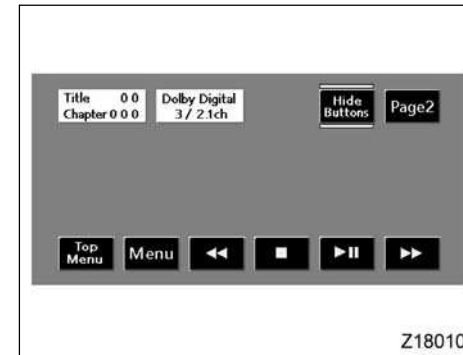 Title 0 0
Chapter 0 0 0
Dolby Digital
3 / 2.1ch
Hide
Buttons
Page2
Top
Menu
Menu
Z18010